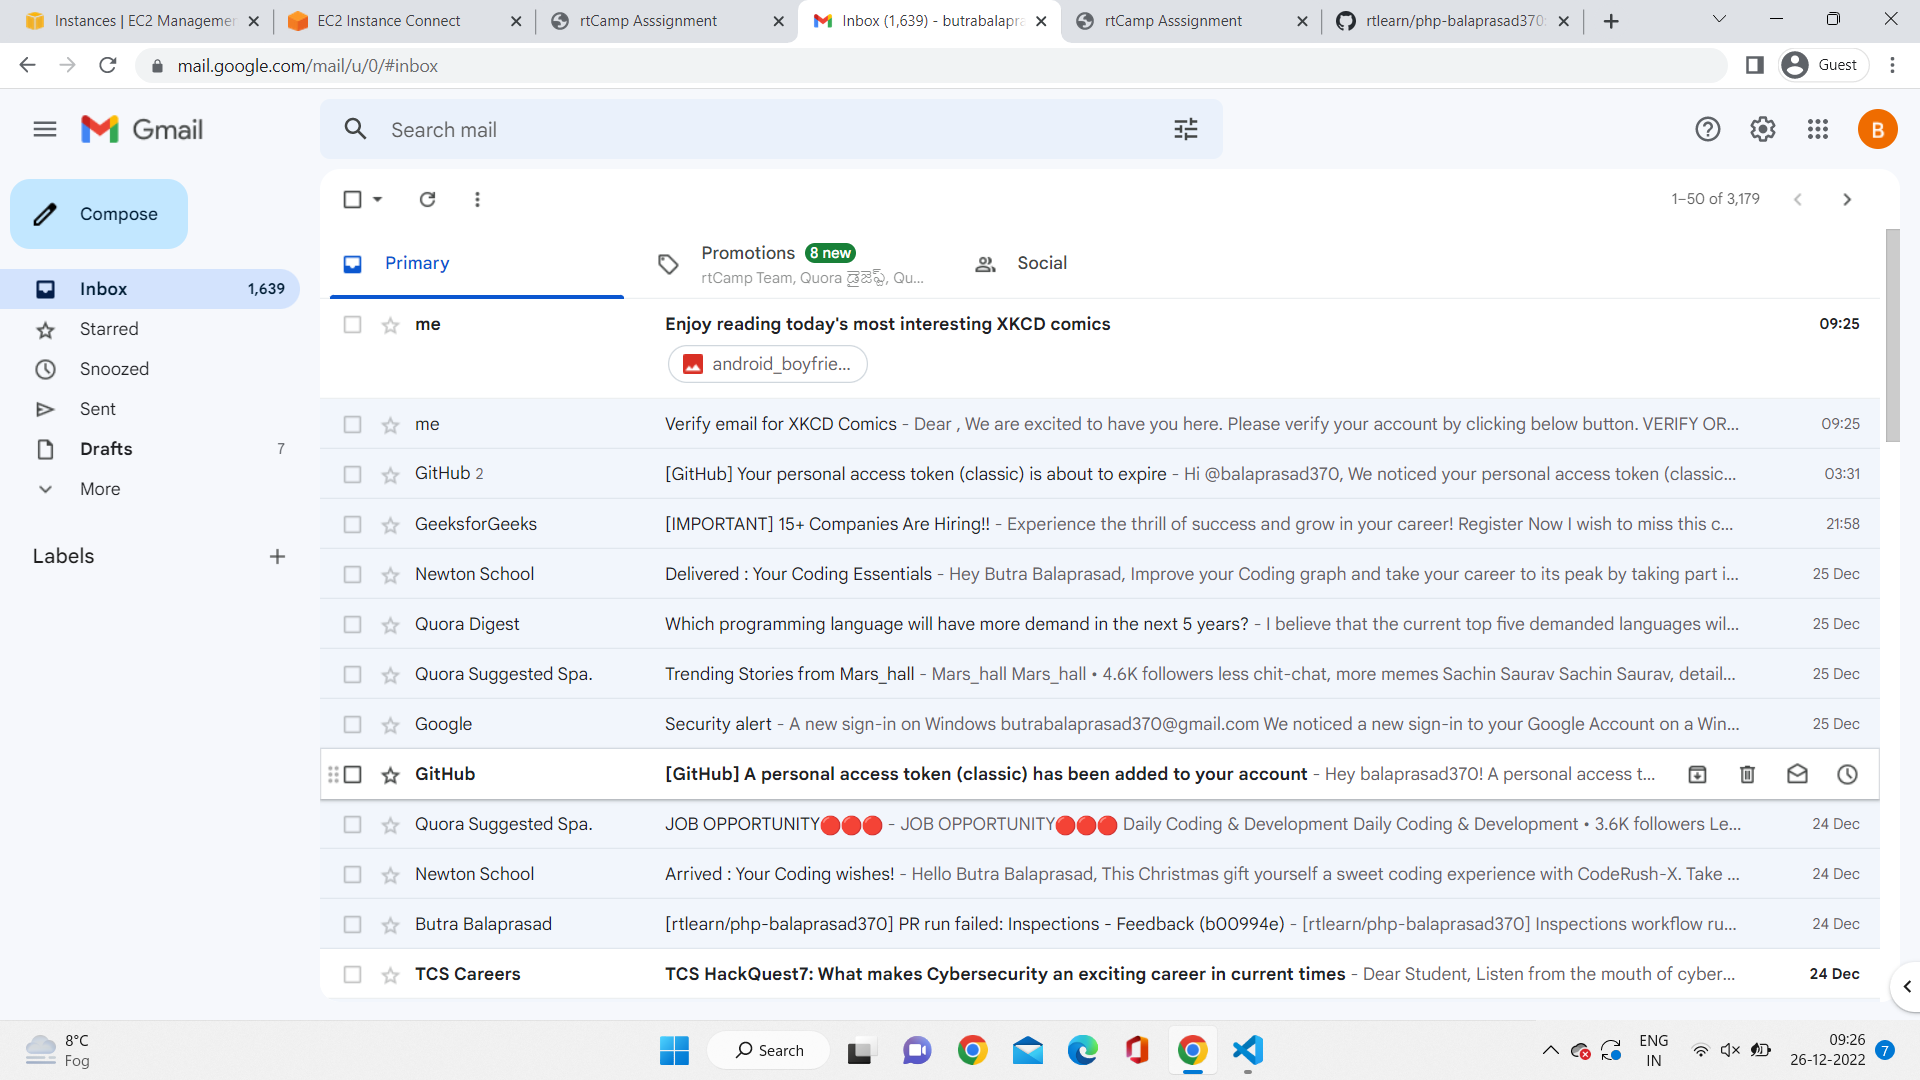 Instances | EC2 Managemen
EC2 Instance Connect
rtCamp Asssignment
Inbox (1,639) - butrabalapra
rtCamp Asssignment
rtlearn/php-balaprasad370:
mail.google.com/mail/u/0/#inbox
Guest
Gmail
Search mail
B
Compose
1–50 of 3,179
Primary
Promotions 8 new
rtCamp Team, Quora డైజెస్ట్, Qu...
Social
Inbox 1,639
Starred
Snoozed
Sent
Drafts 7
More
Labels
me Enjoy reading today's most interesting XKCD comics 09:25
android_boyfrie...
me Verify email for XKCD Comics - Dear , We are excited to have you here. Please verify your account by clicking below button. VERIFY OR... 09:25
GitHub 2 [GitHub] Your personal access token (classic) is about to expire - Hi @balaprasad370, We noticed your personal access token (classic... 03:31
GeeksforGeeks [IMPORTANT] 15+ Companies Are Hiring!! - Experience the thrill of success and grow in your career! Register Now I wish to miss this c... 21:58
Newton School Delivered : Your Coding Essentials - Hey Butra Balaprasad, Improve your Coding graph and take your career to its peak by taking part i... 25 Dec
Quora Digest Which programming language will have more demand in the next 5 years? - I believe that the current top five demanded languages wil... 25 Dec
Quora Suggested Spa. Trending Stories from Mars_hall - Mars_hall Mars_hall • 4.6K followers less chit-chat, more memes Sachin Saurav Sachin Saurav, detail... 25 Dec
Google Security alert - A new sign-in on Windows butrabalaprasad370@gmail.com We noticed a new sign-in to your Google Account on a Win... 25 Dec
GitHub [GitHub] A personal access token (classic) has been added to your account - Hey balaprasad370! A personal access t...
Quora Suggested Spa. JOB OPPORTUNITY🔴🔴🔴 - JOB OPPORTUNITY🔴🔴🔴 Daily Coding & Development Daily Coding & Development • 3.6K followers Le... 24 Dec
Newton School Arrived : Your Coding wishes! - Hello Butra Balaprasad, This Christmas gift yourself a sweet coding experience with CodeRush-X. Take ... 24 Dec
Butra Balaprasad [rtlearn/php-balaprasad370] PR run failed: Inspections - Feedback (b00994e) - [rtlearn/php-balaprasad370] Inspections workflow ru... 24 Dec
TCS Careers TCS HackQuest7: What makes Cybersecurity an exciting career in current times - Dear Student, Listen from the mouth of cyber... 24 Dec
8°C
Fog
Search
ENG
IN
09:26
26-12-2022
7